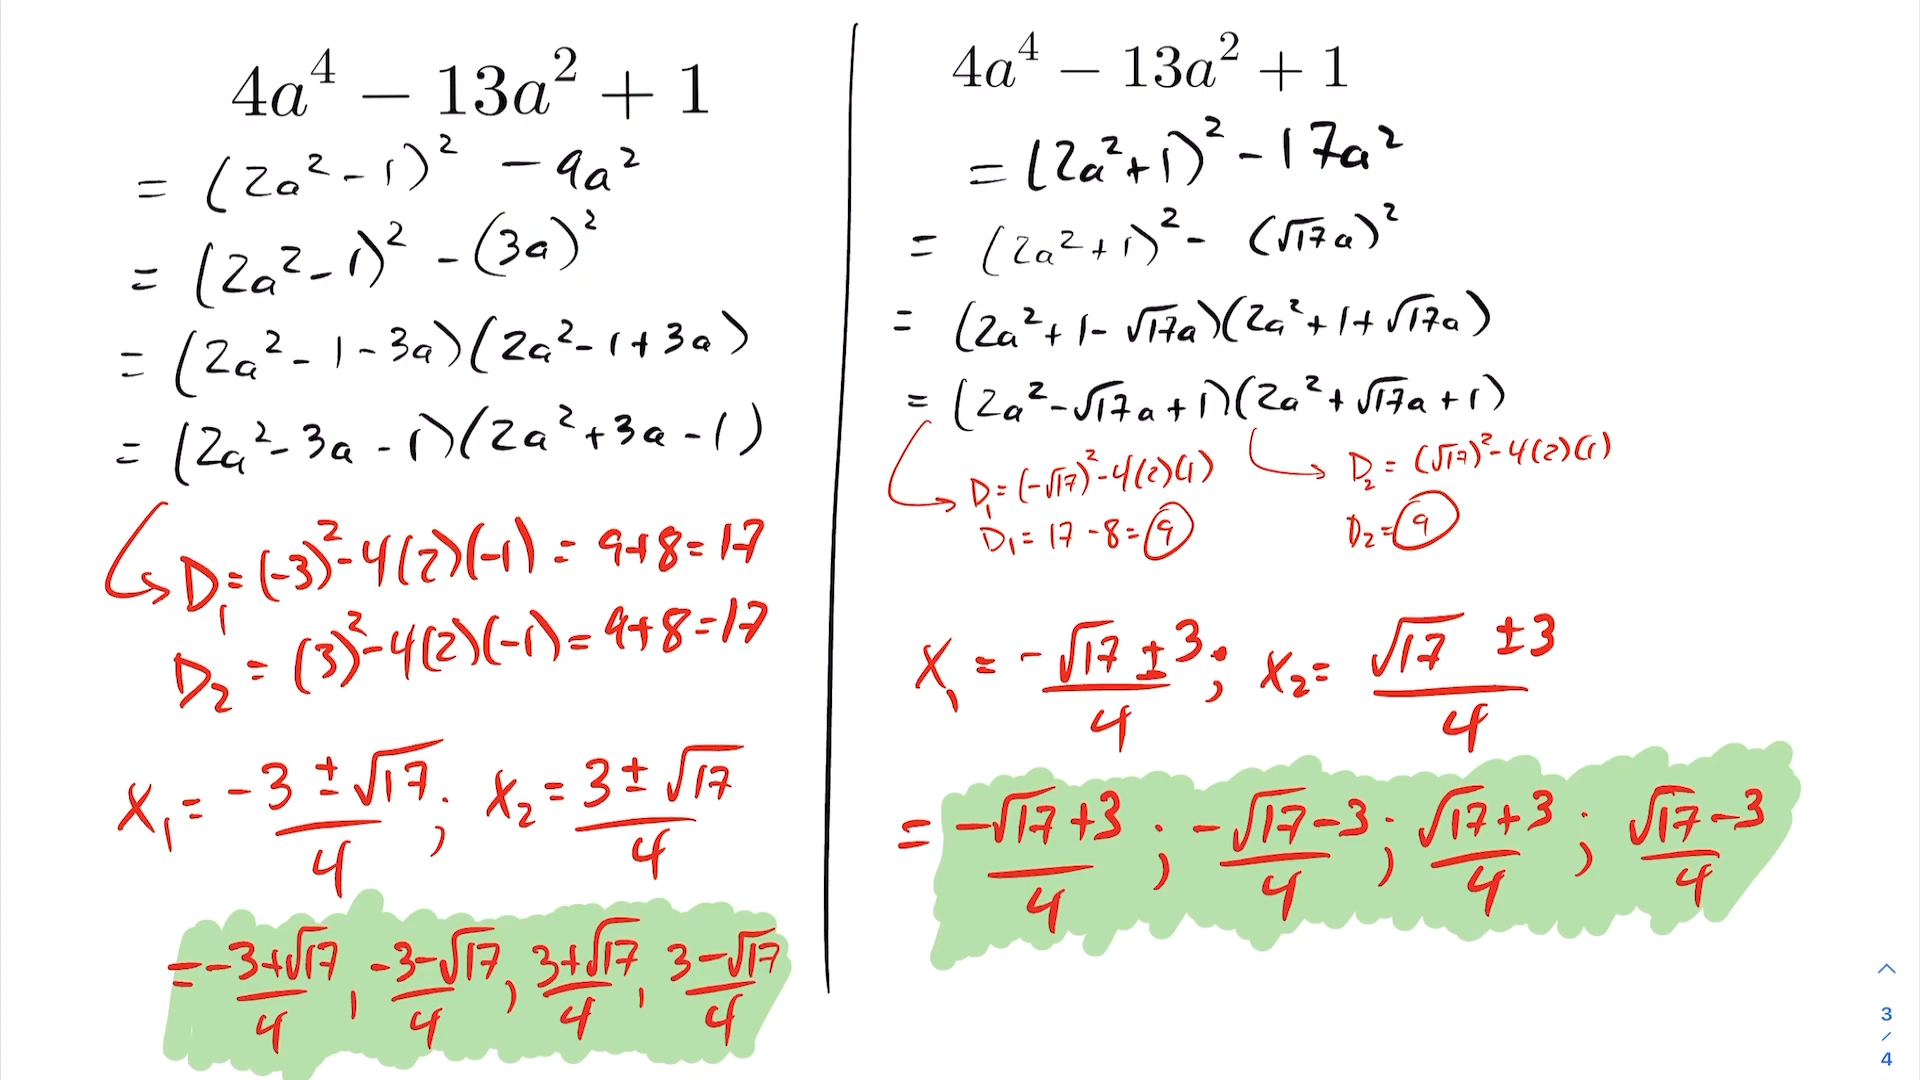 4a⁴ − 13a² + 1
= (2a² - 1)² - 9a²
= (2a² - 1)² - (3a)²
= (2a² - 1 - 3a)(2a² - 1 + 3a)
= (2a² - 3a - 1)(2a² + 3a - 1)
D₁ = (-3)² - 4(2)(-1) = 9+8 = 17
D₂ = (3)² - 4(2)(-1) = 9+8 = 17
X₁ = (-3 ± √17)/4 ; X₂ = (3 ± √17)/4
= (-3+√17)/4 , (-3-√17)/4 , (3+√17)/4 , (3-√17)/4
4a⁴ − 13a² + 1
= (2a² + 1)² - 17a²
= (2a² + 1)² - (√17a)²
= (2a² + 1 - √17a)(2a² + 1 + √17a)
= (2a² - √17a + 1)(2a² + √17a + 1)
D₁ = (-√17)² - 4(2)(1)
D₁ = 17 - 8 = 9
D₂ = (√17)² - 4(2)(1)
D₂ = 9
X₁ = (-√17 ± 3)/4 ; X₂ = (√17 ± 3)/4
= (-√17+3)/4 ; (-√17-3)/4 ; (√17+3)/4 ; (√17-3)/4
3
/
4